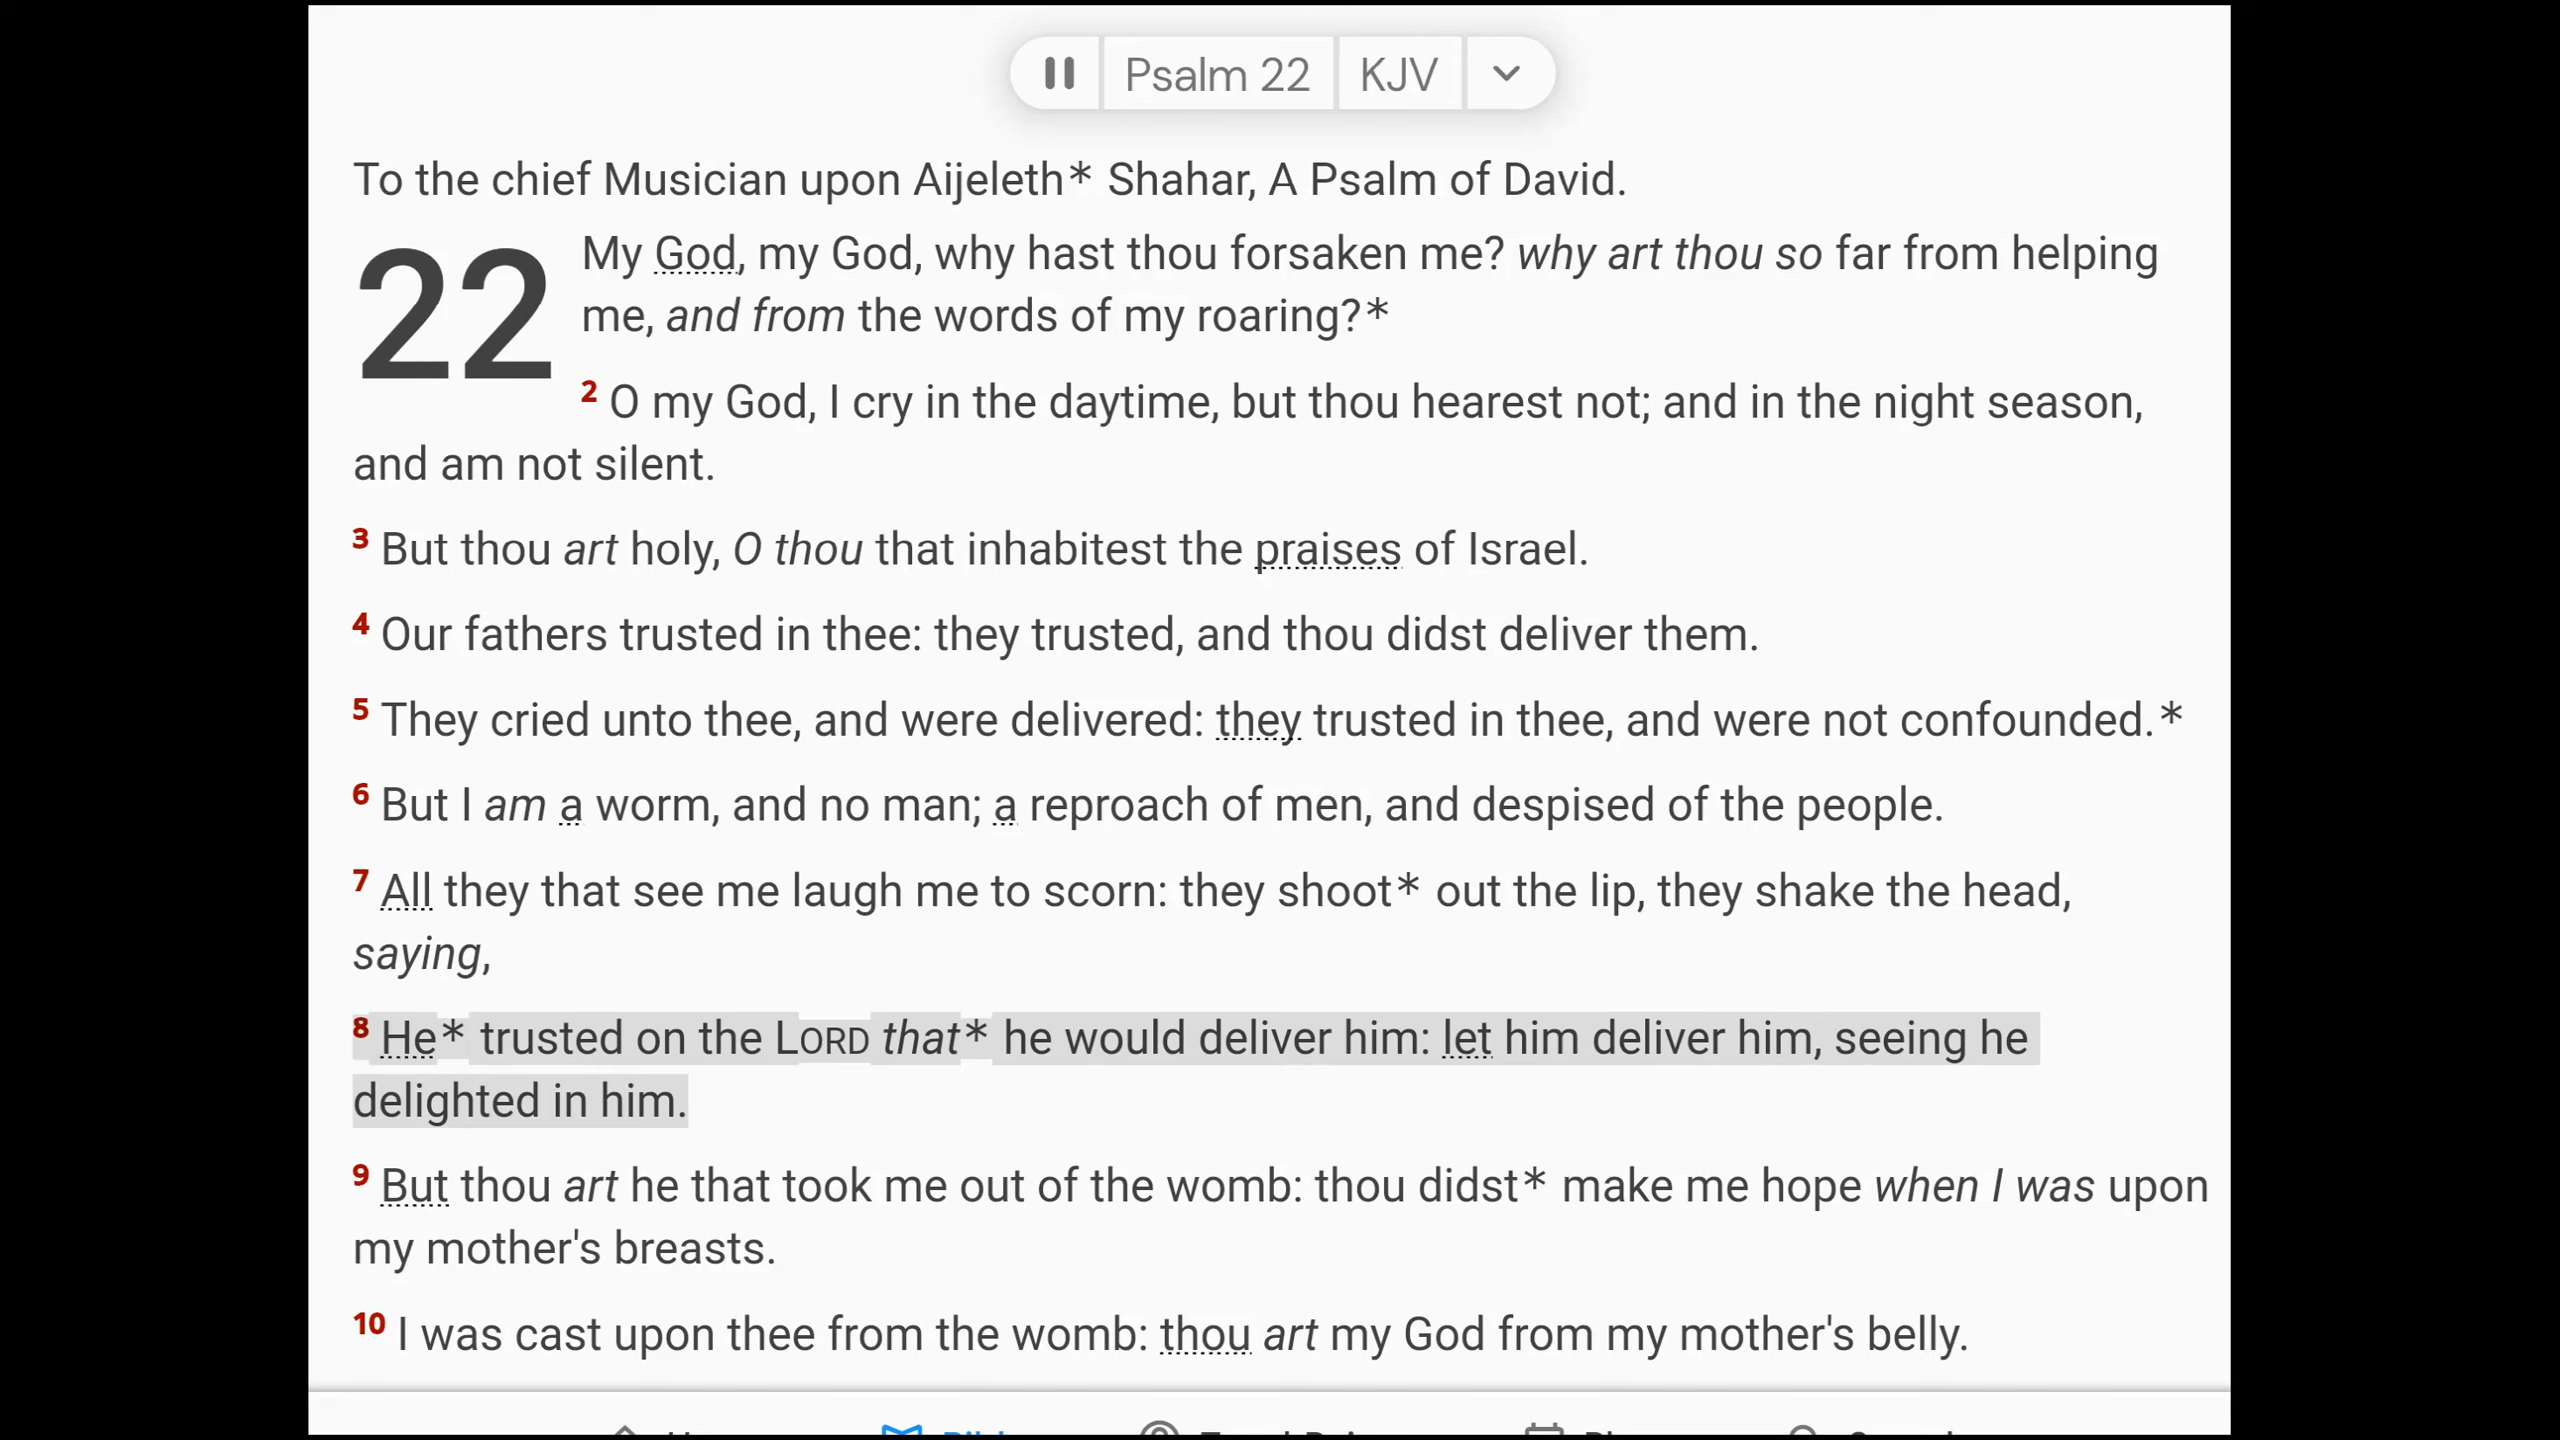 Psalm 22 KJV
To the chief Musician upon Aijeleth* Shahar, A Psalm of David.
22 My God, my God, why hast thou forsaken me? why art thou so far from helping
me, and from the words of my roaring?*
2 O my God, I cry in the daytime, but thou hearest not; and in the night season,
and am not silent.
3 But thou art holy, O thou that inhabitest the praises of Israel.
4 Our fathers trusted in thee: they trusted, and thou didst deliver them.
5 They cried unto thee, and were delivered: they trusted in thee, and were not confounded.*
6 But I am a worm, and no man; a reproach of men, and despised of the people.
7 All they that see me laugh me to scorn: they shoot* out the lip, they shake the head,
saying,
8 He* trusted on the LORD that* he would deliver him: let him deliver him, seeing he
delighted in him.
9 But thou art he that took me out of the womb: thou didst* make me hope when I was upon
my mother's breasts.
10 I was cast upon thee from the womb: thou art my God from my mother's belly.